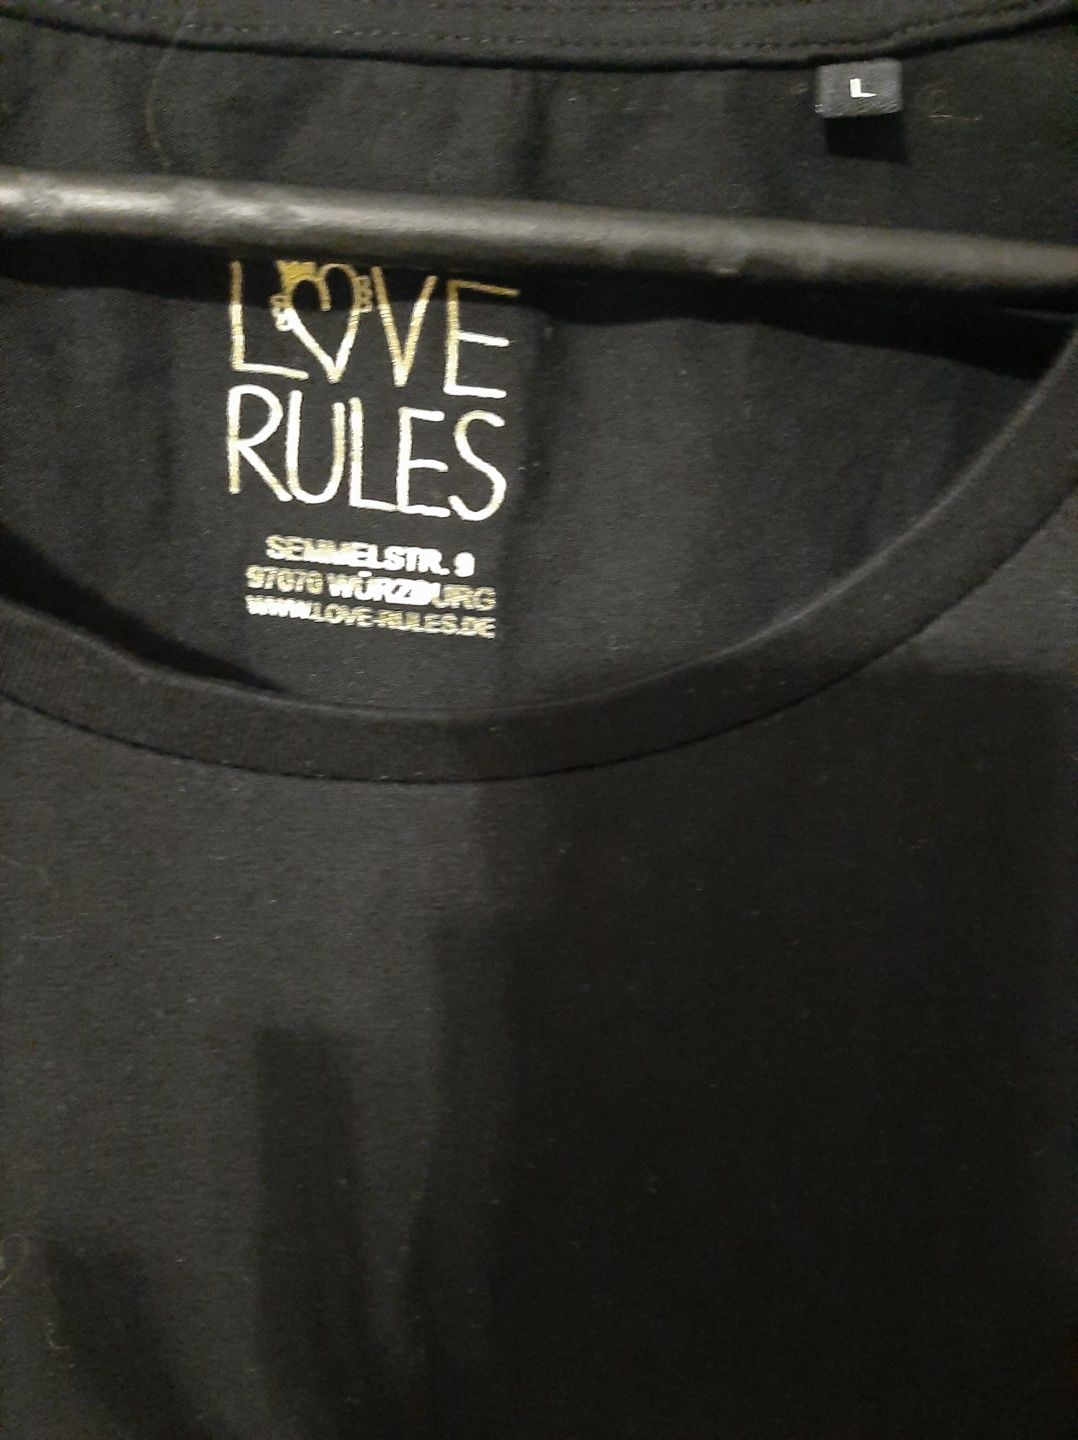 L
LOVE
RULES
SEMMELSTR. 9
97070 WÜRZBURG
WWW.LOVE-RULES.DE